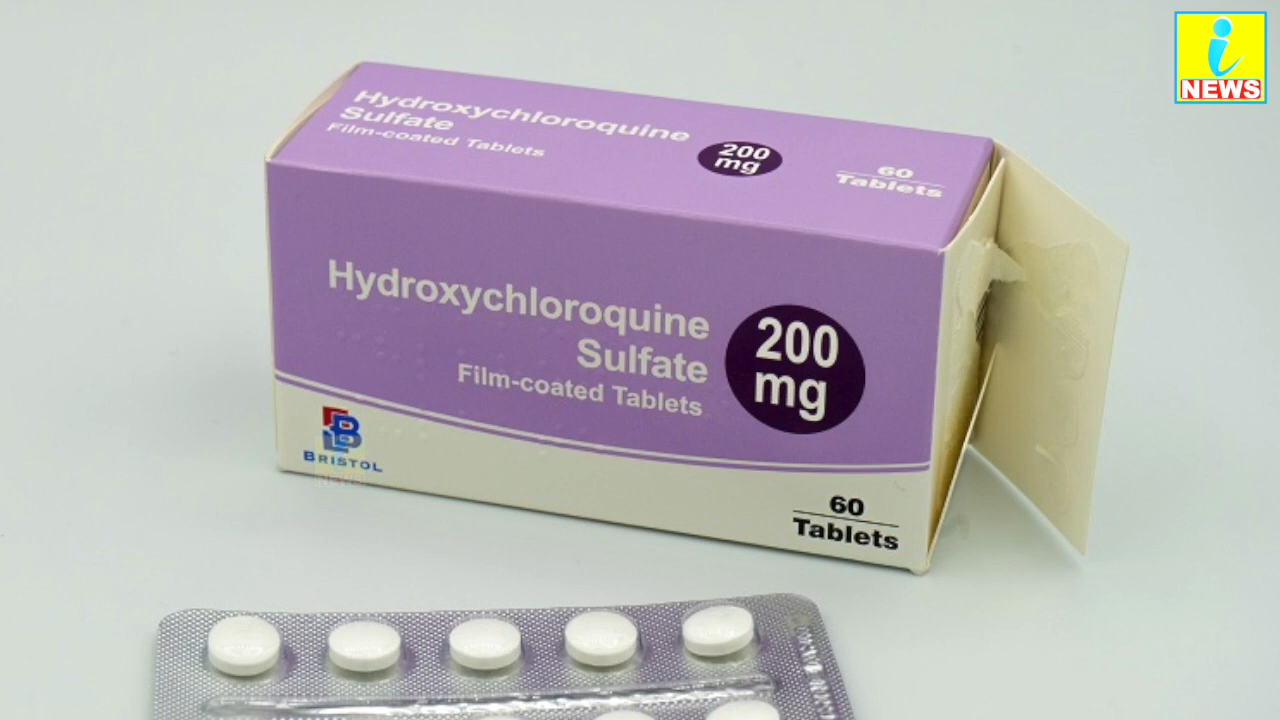 i
NEWS
Hydroxychloroquine
Sulfate
Film-coated Tablets
200
mg
60
Tablets
Hydroxychloroquine
Sulfate
Film-coated Tablets
200
mg
BRISTOL
NEWS
60
Tablets